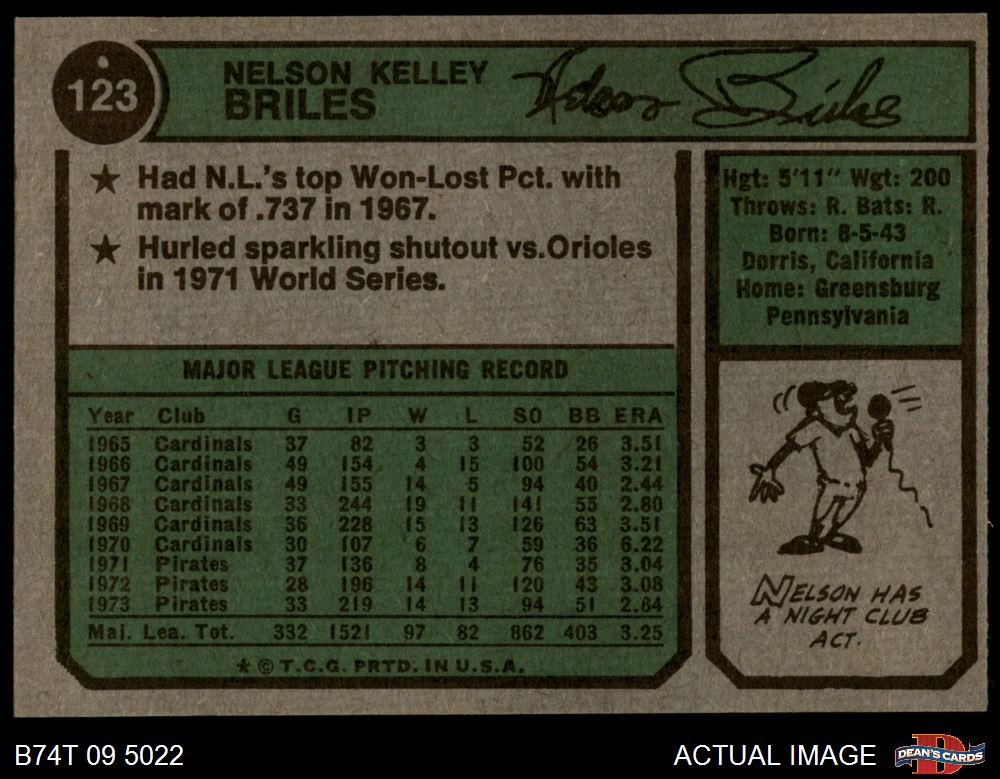 123
NELSON KELLEY
BRILES
Nelson Briles
★ Had N.L.'s top Won-Lost Pct. with
mark of .737 in 1967.
★ Hurled sparkling shutout vs.Orioles
in 1971 World Series.
Hgt: 5'11" Wgt: 200
Throws: R. Bats: R.
Born: 8-5-43
Dorris, California
Home: Greensburg
Pennsylvania
MAJOR LEAGUE PITCHING RECORD
Year Club G IP W L SO BB ERA
1965 Cardinals 37 82 3 3 52 26 3.51
1966 Cardinals 49 154 4 15 100 54 3.21
1967 Cardinals 49 155 14 5 94 40 2.44
1968 Cardinals 33 244 19 11 141 55 2.80
1969 Cardinals 36 228 15 13 126 63 3.51
1970 Cardinals 30 107 6 7 59 36 6.22
1971 Pirates 37 136 8 4 76 35 3.04
1972 Pirates 28 196 14 11 120 43 3.08
1973 Pirates 33 219 14 13 94 51 2.84
Maj. Lea. Tot. 332 1521 97 82 862 403 3.25
★ © T.C.G. PRTD. IN U.S.A.
NELSON HAS
A NIGHT CLUB
ACT.
B74T 09 5022
ACTUAL IMAGE
DEAN'S CARDS